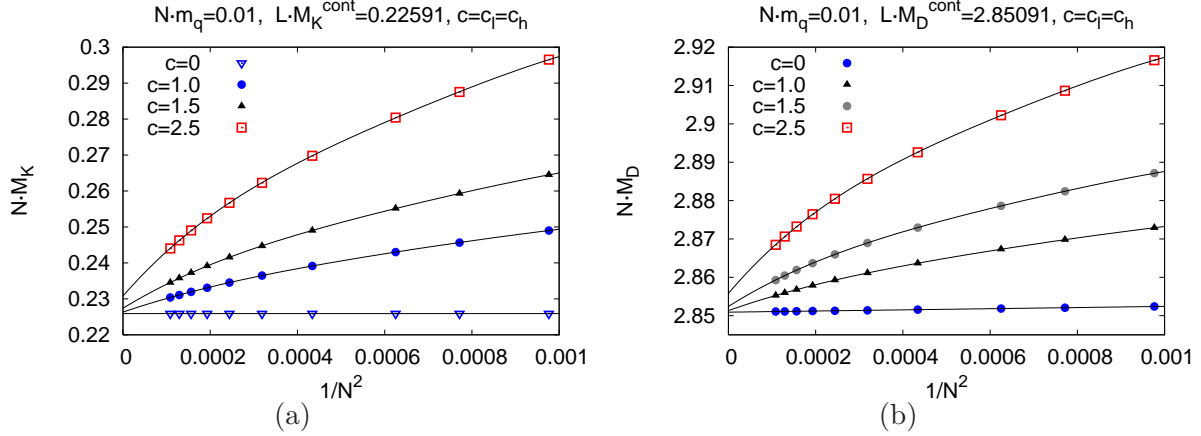 N·m_q=0.01, L·M_K^cont=0.22591, c=c_l=c_h
0.3
0.29
0.28
0.27
0.26
0.25
0.24
0.23
0.22
N·M_K
c=0
c=1.0
c=1.5
c=2.5
0 0.0002 0.0004 0.0006 0.0008 0.001
1/N^2
(a)
N·m_q=0.01, L·M_D^cont=2.85091, c=c_l=c_h
2.92
2.91
2.9
2.89
2.88
2.87
2.86
2.85
N·M_D
c=0
c=1.0
c=1.5
c=2.5
0 0.0002 0.0004 0.0006 0.0008 0.001
1/N^2
(b)